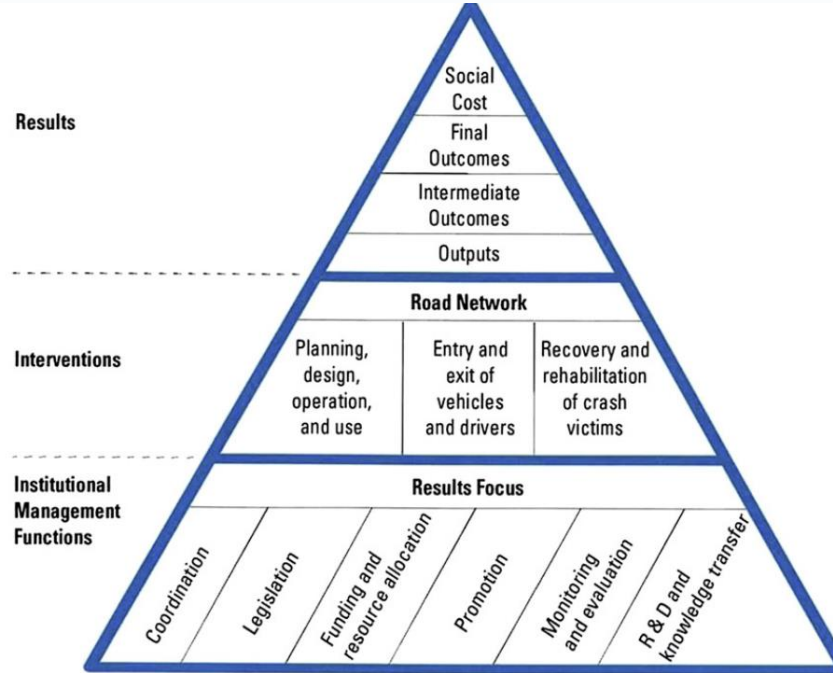 Results
Social
Cost
Final
Outcomes
Intermediate
Outcomes
Outputs
Interventions
Road Network
Planning,
design,
operation,
and use
Entry and
exit of
vehicles
and drivers
Recovery and
rehabilitation
of crash
victims
Institutional
Management
Functions
Results Focus
Coordination
Legislation
Funding and
resource allocation
Promotion
Monitoring
and evaluation
R & D and
knowledge transfer